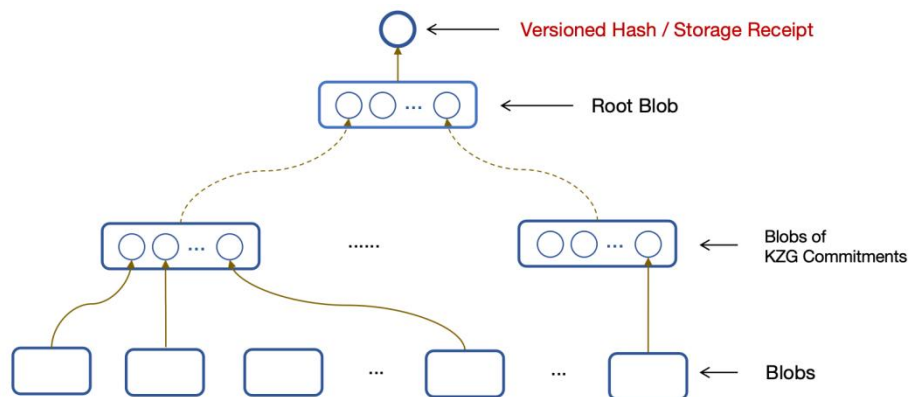 Versioned Hash / Storage Receipt
...
Root Blob
...
......
...
Blobs of
KZG Commitments
...
...
Blobs